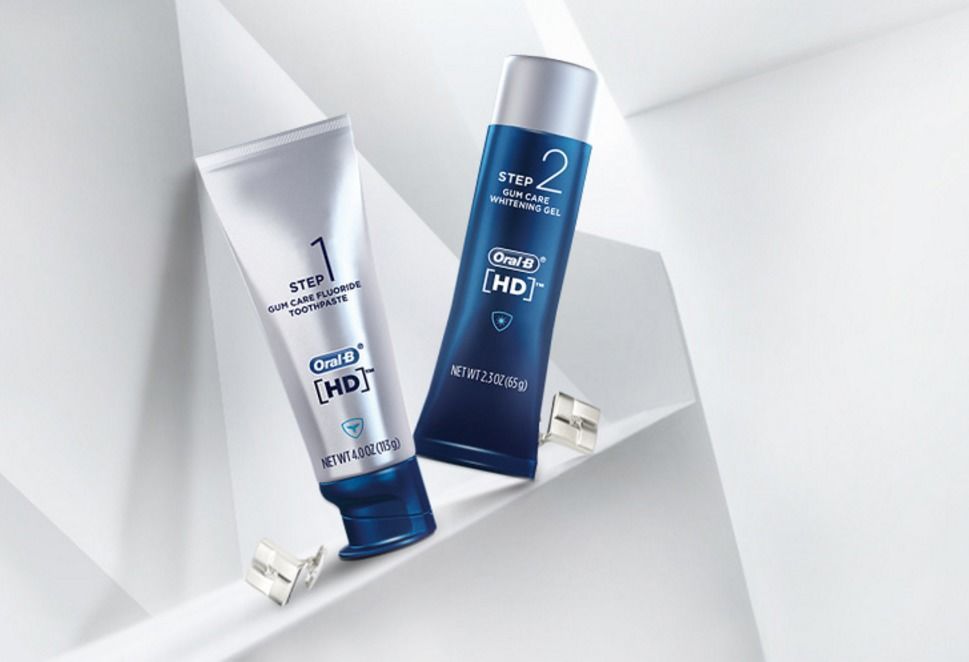 STEP 1
GUM CARE FLUORIDE
TOOTHPASTE
Oral-B®
[HD]™
NET WT 4.0 OZ (113 g)
STEP 2
GUM CARE
WHITENING GEL
Oral-B®
[HD]™
NET WT 2.3 OZ (65 g)